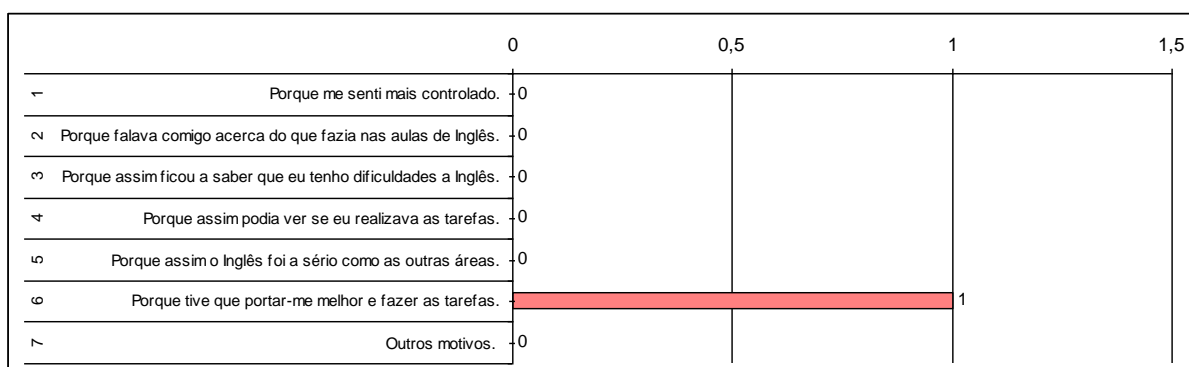 0 0,5 1 1,5
1 Porque me senti mais controlado. 0
2 Porque falava comigo acerca do que fazia nas aulas de Inglês. 0
3 Porque assim ficou a saber que eu tenho dificuldades a Inglês. 0
4 Porque assim podia ver se eu realizava as tarefas. 0
5 Porque assim o Inglês foi a sério como as outras áreas. 0
6 Porque tive que portar-me melhor e fazer as tarefas. 1
7 Outros motivos. 0